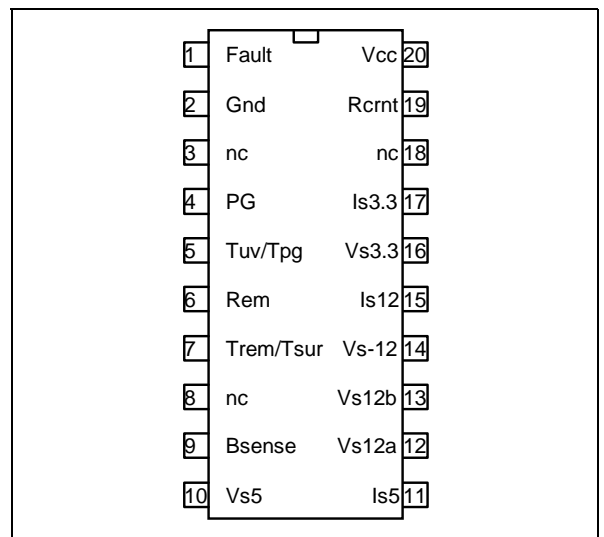 1 Fault Vcc 20
2 Gnd Rcrnt 19
3 nc nc 18
4 PG Is3.3 17
5 Tuv/Tpg Vs3.3 16
6 Rem Is12 15
7 Trem/Tsur Vs-12 14
8 nc Vs12b 13
9 Bsense Vs12a 12
10 Vs5 Is5 11